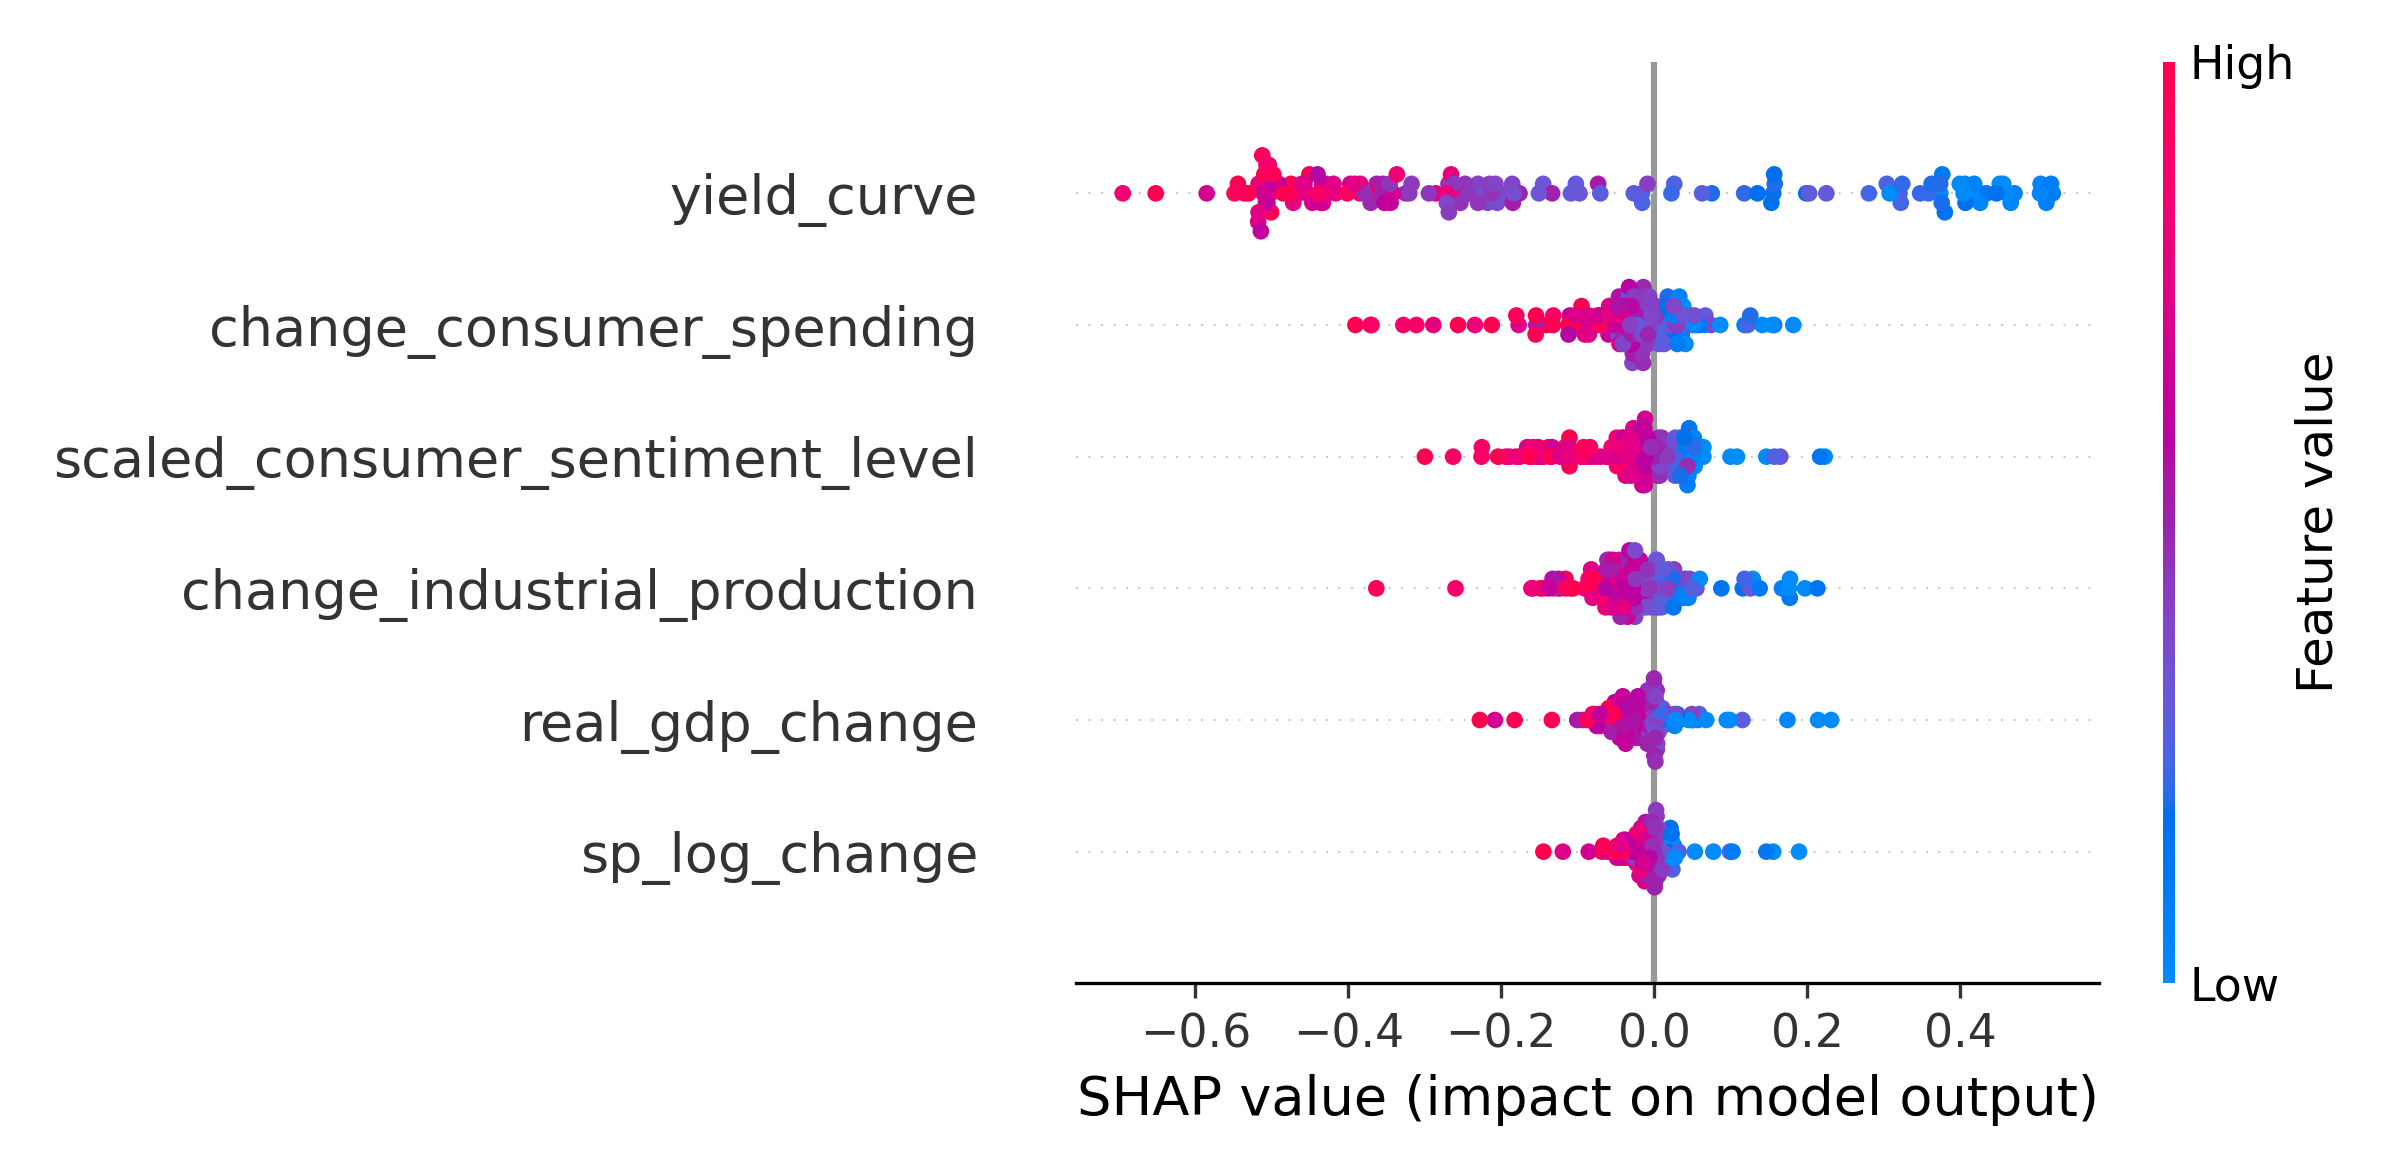 High
yield_curve
change_consumer_spending
scaled_consumer_sentiment_level
change_industrial_production
real_gdp_change
sp_log_change
Feature value
Low
−0.6 −0.4 −0.2 0.0 0.2 0.4
SHAP value (impact on model output)